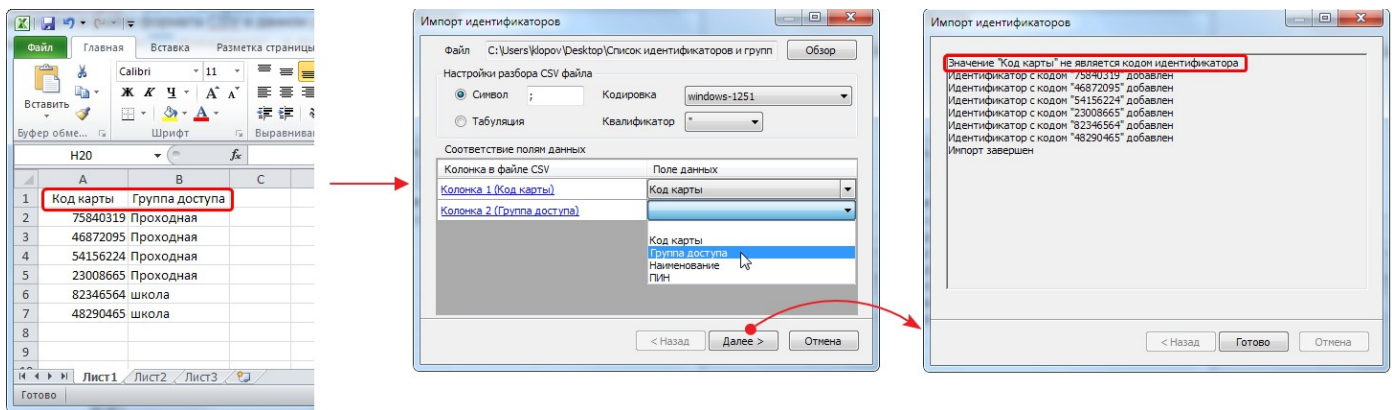 Файл
Главная
Вставка
Разметка страницы
Вставить
Calibri
11
Ж К Ч
Буфер обме...
Шрифт
Выравнива
H20
fx
A B C
1 Код карты Группа доступа
2 75840319 Проходная
3 46872095 Проходная
4 54156224 Проходная
5 23008665 Проходная
6 82346564 школа
7 48290465 школа
8
9
Лист1 Лист2 Лист3
Готово
Импорт идентификаторов
Файл C:\Users\klopov\Desktop\Список идентификаторов и групп Обзор
Настройки разбора CSV файла
Символ ; Кодировка windows-1251
Табуляция Квалификатор "
Соответствие полям данных
Колонка в файле CSV Поле данных
Колонка 1 (Код карты) Код карты
Колонка 2 (Группа доступа)
Код карты
Группа доступа
Наименование
ПИН
< Назад Далее > Отмена
Импорт идентификаторов
Значение "Код карты" не является кодом идентификатора
Идентификатор с кодом "75840319" добавлен
Идентификатор с кодом "46872095" добавлен
Идентификатор с кодом "54156224" добавлен
Идентификатор с кодом "23008665" добавлен
Идентификатор с кодом "82346564" добавлен
Идентификатор с кодом "48290465" добавлен
Импорт завершен
< Назад Готово Отмена